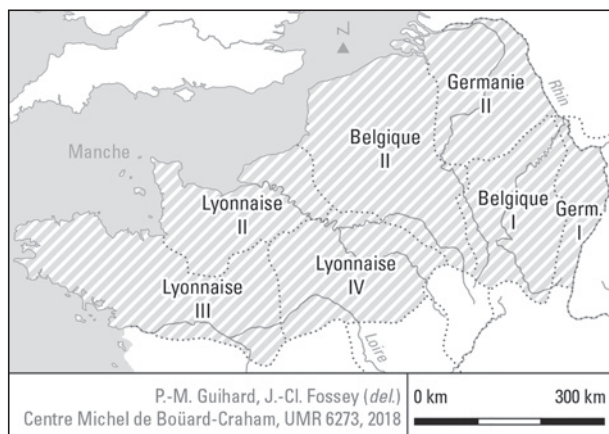 N
Manche
Germanie
II
Rhin
Belgique
II
Lyonnaise
II
Belgique
I
Germ.
I
Lyonnaise
III
Lyonnaise
IV
Loire
P.-M. Guihard, J.-Cl. Fossey (del.)
Centre Michel de Boüard-Craham, UMR 6273, 2018
0 km 300 km